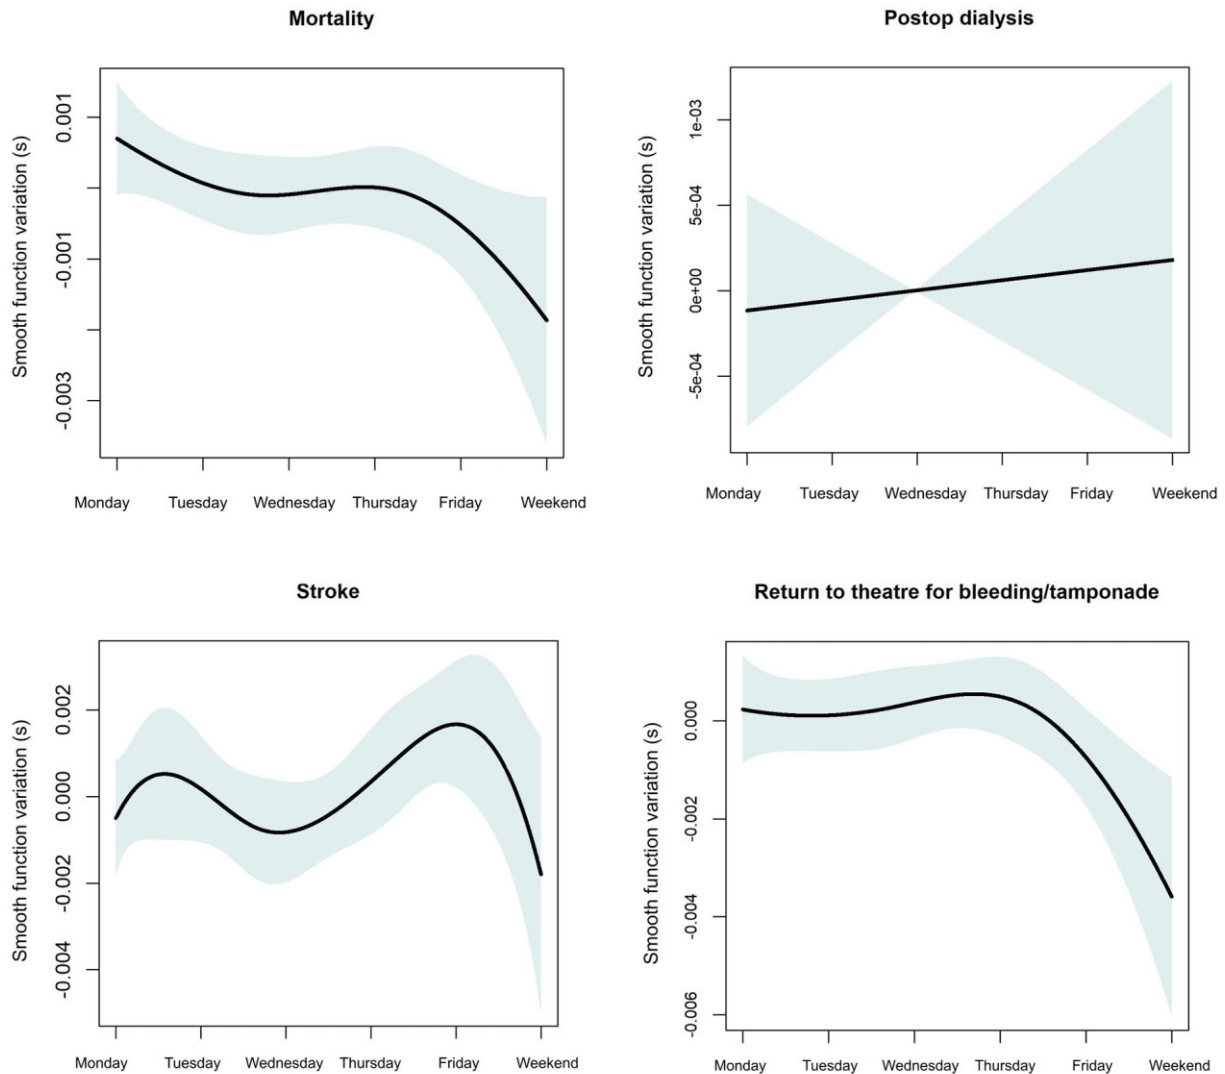 Mortality
Smooth function variation (s)
0.001
-0.001
-0.003
Monday Tuesday Wednesday Thursday Friday Weekend
Postop dialysis
Smooth function variation (s)
1e-03
5e-04
0e+00
-5e-04
Monday Tuesday Wednesday Thursday Friday Weekend
Stroke
Smooth function variation (s)
0.002
0.000
-0.002
-0.004
Monday Tuesday Wednesday Thursday Friday Weekend
Return to theatre for bleeding/tamponade
Smooth function variation (s)
0.000
-0.002
-0.004
-0.006
Monday Tuesday Wednesday Thursday Friday Weekend